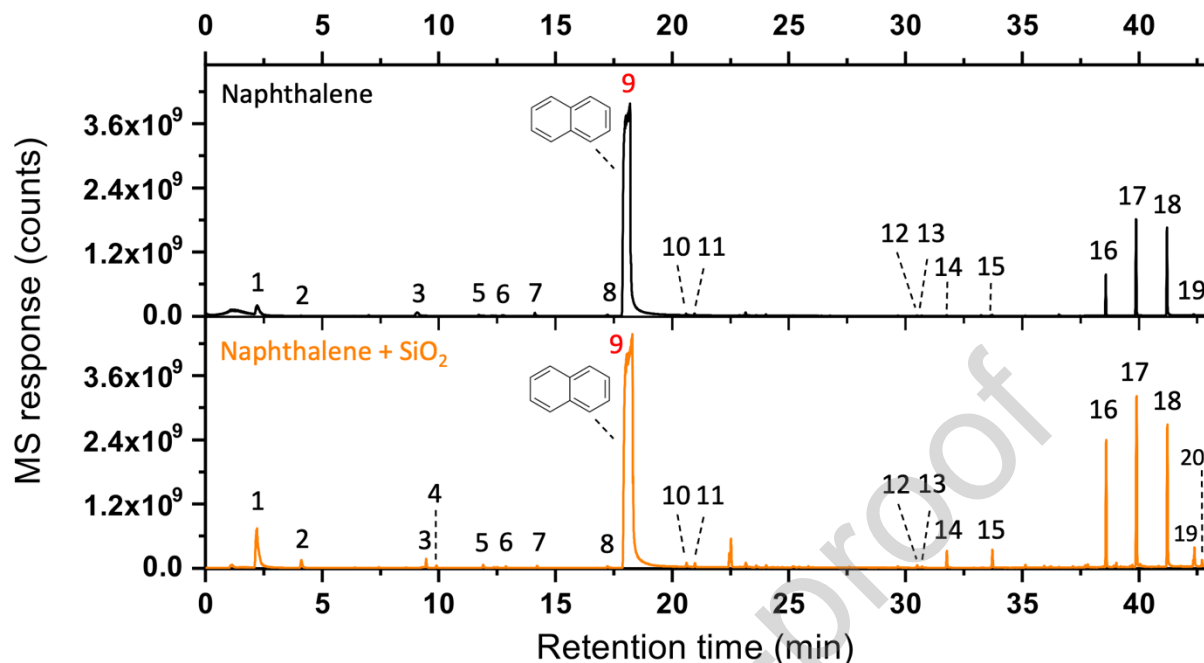 0 5 10 15 20 25 30 35 40
Naphthalene
9
3.6x10⁹
2.4x10⁹
1.2x10⁹
0.0
1 2 3 5 6 7 8 10 11 12 13 14 15 16 17 18 19
MS response (counts)
Naphthalene + SiO₂
9
3.6x10⁹
2.4x10⁹
1.2x10⁹
0.0
1 2 3 4 5 6 7 8 10 11 12 13 14 15 16 17 18 19 20
0 5 10 15 20 25 30 35 40
Retention time (min)
proof